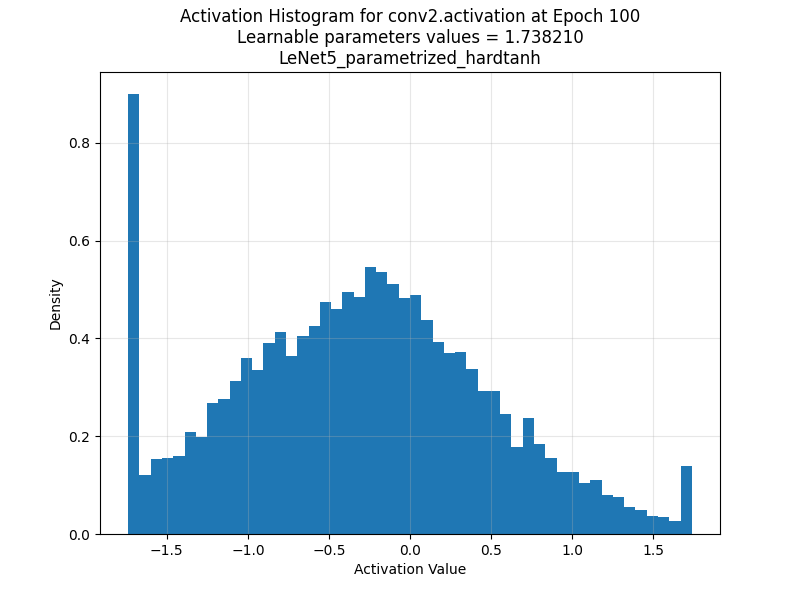 Activation Histogram for conv2.activation at Epoch 100
Learnable parameters values = 1.738210
LeNet5_parametrized_hardtanh
0.8
0.6
0.4
0.2
0.0
Density
−1.5 −1.0 −0.5 0.0 0.5 1.0 1.5
Activation Value